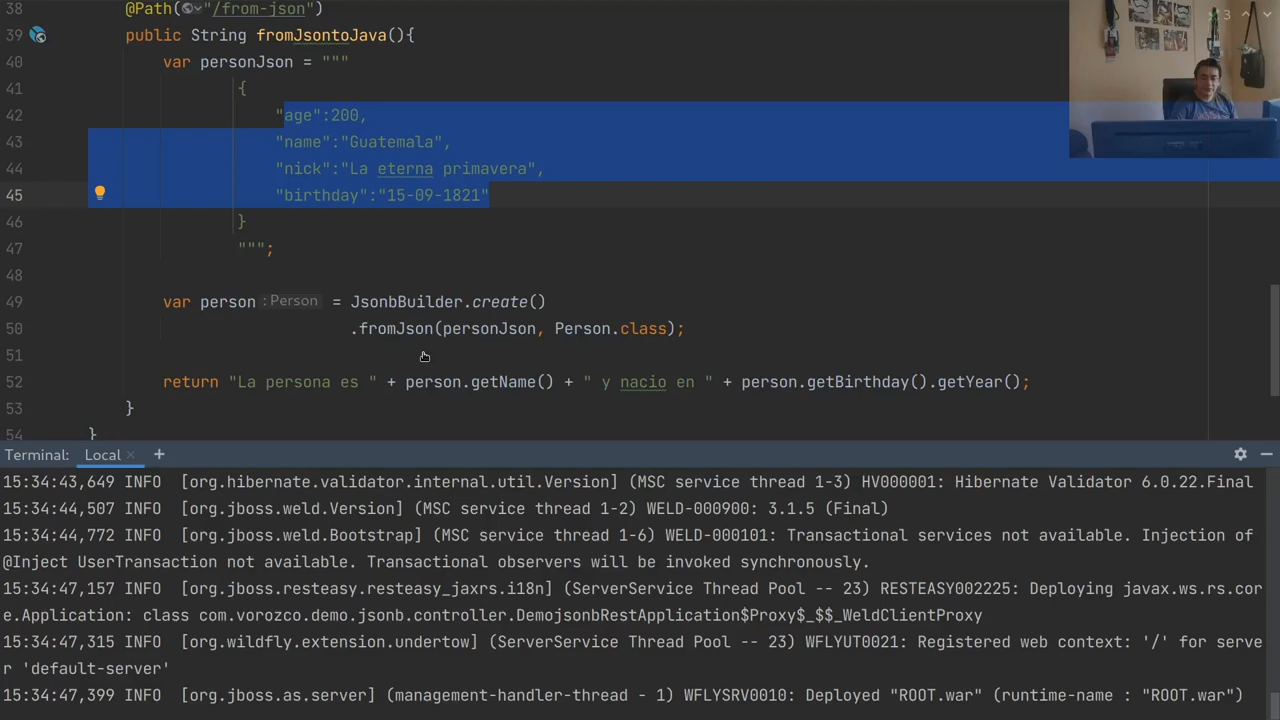 38 @Path("/from-json")
3
39 public String fromJsontoJava(){
40 var personJson = """
41 {
42 "age":200,
43 "name":"Guatemala",
44 "nick":"La eterna primavera",
45 "birthday":"15-09-1821"
46 }
47 """;
48
49 var person : Person = JsonbBuilder.create()
50 .fromJson(personJson, Person.class);
51
52 return "La persona es " + person.getName() + " y nacio en " + person.getBirthday().getYear();
53 }
54 }
Terminal: Local × +
15:34:43,649 INFO [org.hibernate.validator.internal.util.Version] (MSC service thread 1-3) HV000001: Hibernate Validator 6.0.22.Final
15:34:44,507 INFO [org.jboss.weld.Version] (MSC service thread 1-2) WELD-000900: 3.1.5 (Final)
15:34:44,772 INFO [org.jboss.weld.Bootstrap] (MSC service thread 1-6) WELD-000101: Transactional services not available. Injection of
@Inject UserTransaction not available. Transactional observers will be invoked synchronously.
15:34:47,157 INFO [org.jboss.resteasy.resteasy_jaxrs.i18n] (ServerService Thread Pool -- 23) RESTEASY002225: Deploying javax.ws.rs.cor
e.Application: class com.vorozco.demo.jsonb.controller.DemojsonbRestApplication$Proxy$_$$_WeldClientProxy
15:34:47,315 INFO [org.wildfly.extension.undertow] (ServerService Thread Pool -- 23) WFLYUT0021: Registered web context: '/' for serve
r 'default-server'
15:34:47,399 INFO [org.jboss.as.server] (management-handler-thread - 1) WFLYSRV0010: Deployed "ROOT.war" (runtime-name : "ROOT.war")